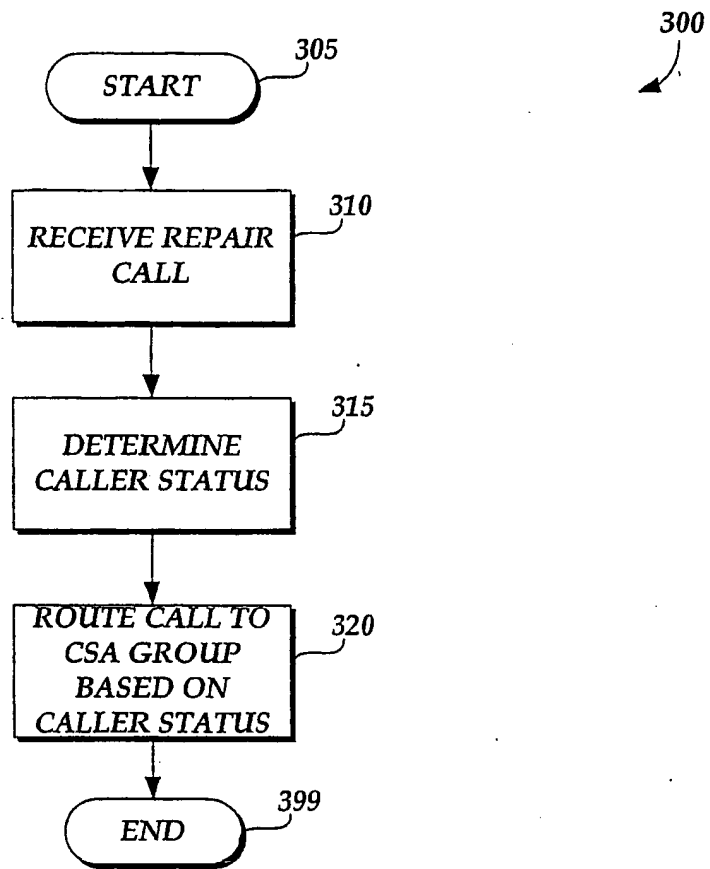 300
305
START
310
RECEIVE REPAIR
CALL
315
DETERMINE
CALLER STATUS
320
ROUTE CALL TO
CSA GROUP
BASED ON
CALLER STATUS
399
END